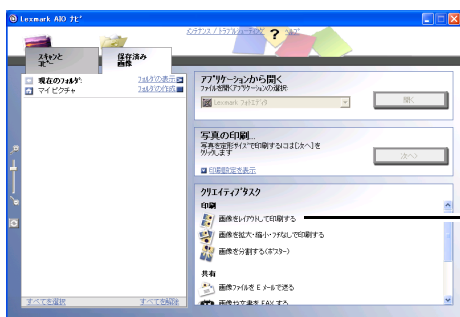 Lexmark AIO ナビ
メンテナンス / トラブルシューティング
ヘルプ
スキャンと
コピー
保存済み
画像
現在のフォルダ:
フォルダの表示
マイ ピクチャ
フォルダの作成
アプリケーションから開く
ファイルを開くアプリケーションの選択:
Lexmark フォトエディタ
開く
写真の印刷...
写真を定形サイズで印刷するには [次へ] を
クリックします
次へ>
印刷設定を表示
クリエイティブタスク
印刷
画像をレイアウトして印刷する
画像を拡大・縮小・フチなしで印刷する
画像を分割する(ポスター)
共有
画像ファイルを E メールで送る
画像や文書を FAX する
すべてを選択
すべてを解除